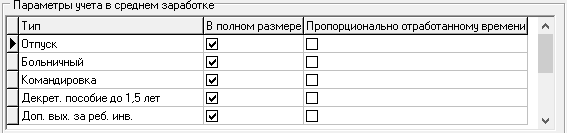 Параметры учета в среднем заработке
Тип В полном размере Пропорционально отработанному времени
Отпуск
Больничный
Командировка
Декрет. пособие до 1,5 лет
Доп. вых. за реб. инв.